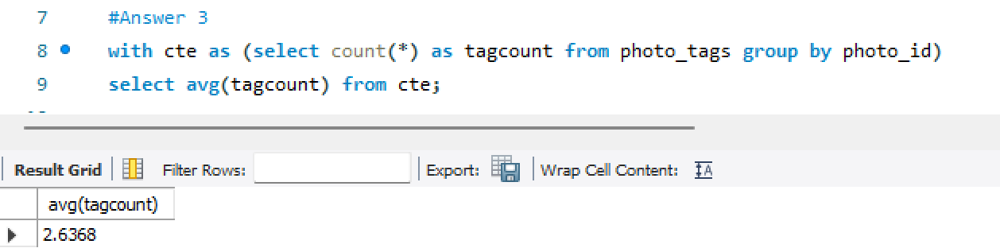 7 #Answer 3
8 with cte as (select count(*) as tagcount from photo_tags group by photo_id)
9 select avg(tagcount) from cte;
Result Grid Filter Rows: Export: Wrap Cell Content: A
avg(tagcount)
2.6368